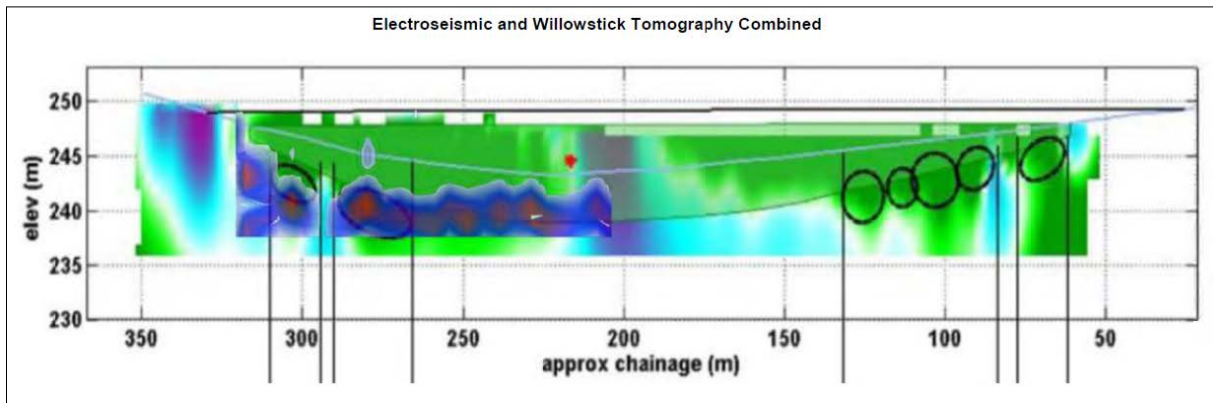 Electroseismic and Willowstick Tomography Combined
250
245
240
235
230
elev (m)
350 300 250 200 150 100 50
approx chainage (m)